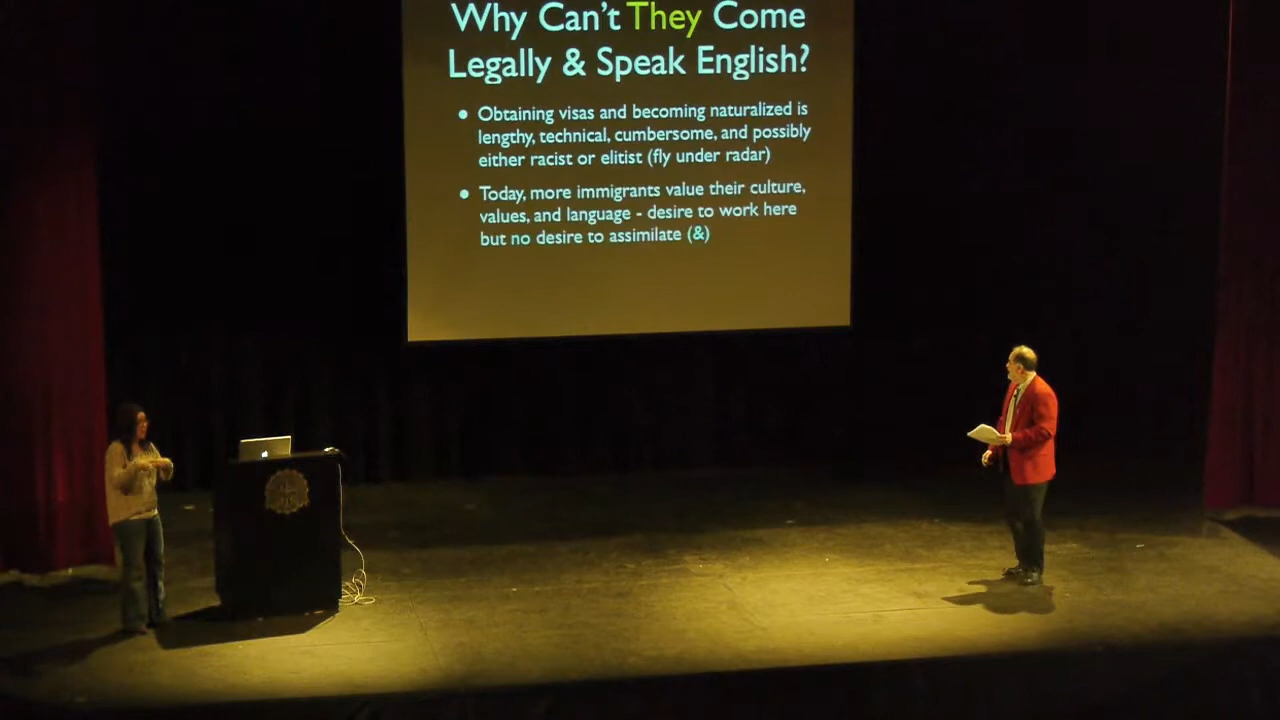 Why Can't They Come
Legally & Speak English?
• Obtaining visas and becoming naturalized is
lengthy, technical, cumbersome, and possibly
either racist or elitist (fly under radar)
• Today, more immigrants value their culture,
values, and language - desire to work here
but no desire to assimilate (&)